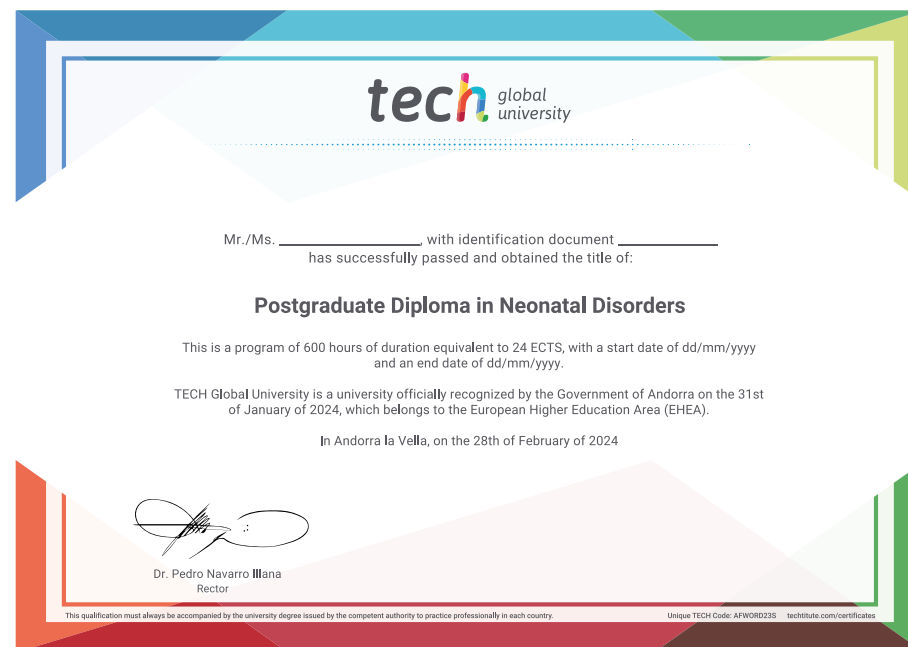 tech global university
Mr./Ms. , with identification document
has successfully passed and obtained the title of:
Postgraduate Diploma in Neonatal Disorders
This is a program of 600 hours of duration equivalent to 24 ECTS, with a start date of dd/mm/yyyy
and an end date of dd/mm/yyyy.
TECH Global University is a university officially recognized by the Government of Andorra on the 31st
of January of 2024, which belongs to the European Higher Education Area (EHEA).
In Andorra la Vella, on the 28th of February of 2024
Dr. Pedro Navarro Illana
Rector
This qualification must always be accompanied by the university degree issued by the competent authority to practice professionally in each country.
Unique TECH Code: AFWORD23S techtitute.com/certificates